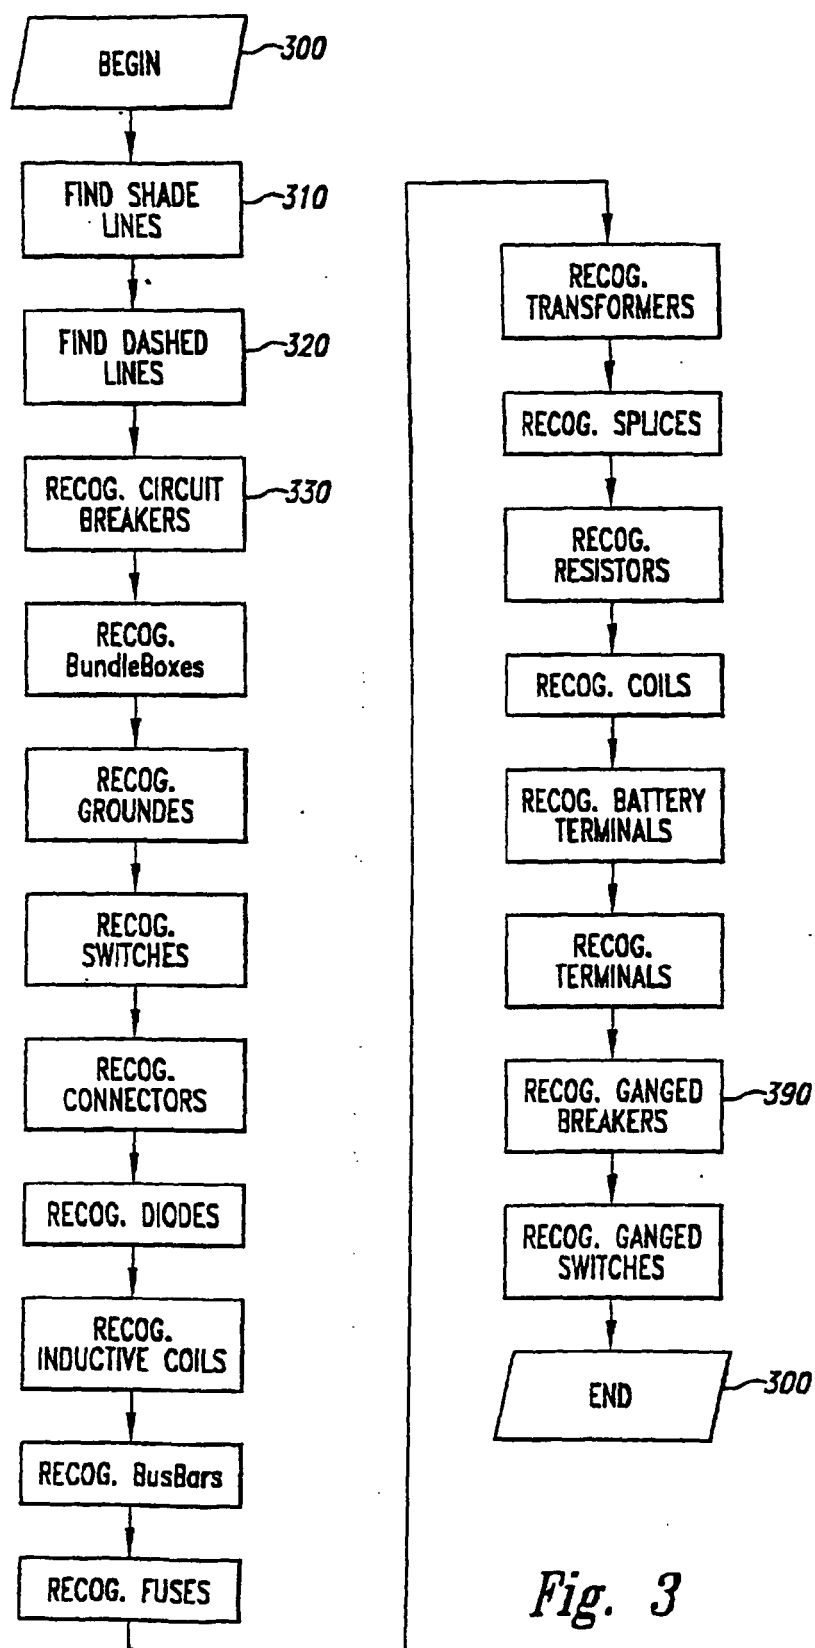 BEGIN
300
FIND SHADE
LINES
310
FIND DASHED
LINES
320
RECOG. CIRCUIT
BREAKERS
330
RECOG.
BundleBoxes
RECOG.
GROUNDES
RECOG.
SWITCHES
RECOG.
CONNECTORS
RECOG. DIODES
RECOG.
INDUCTIVE COILS
RECOG. BusBars
RECOG. FUSES
RECOG.
TRANSFORMERS
RECOG. SPLICES
RECOG.
RESISTORS
RECOG. COILS
RECOG. BATTERY
TERMINALS
RECOG.
TERMINALS
RECOG. GANGED
BREAKERS
390
RECOG. GANGED
SWITCHES
END
300
Fig. 3